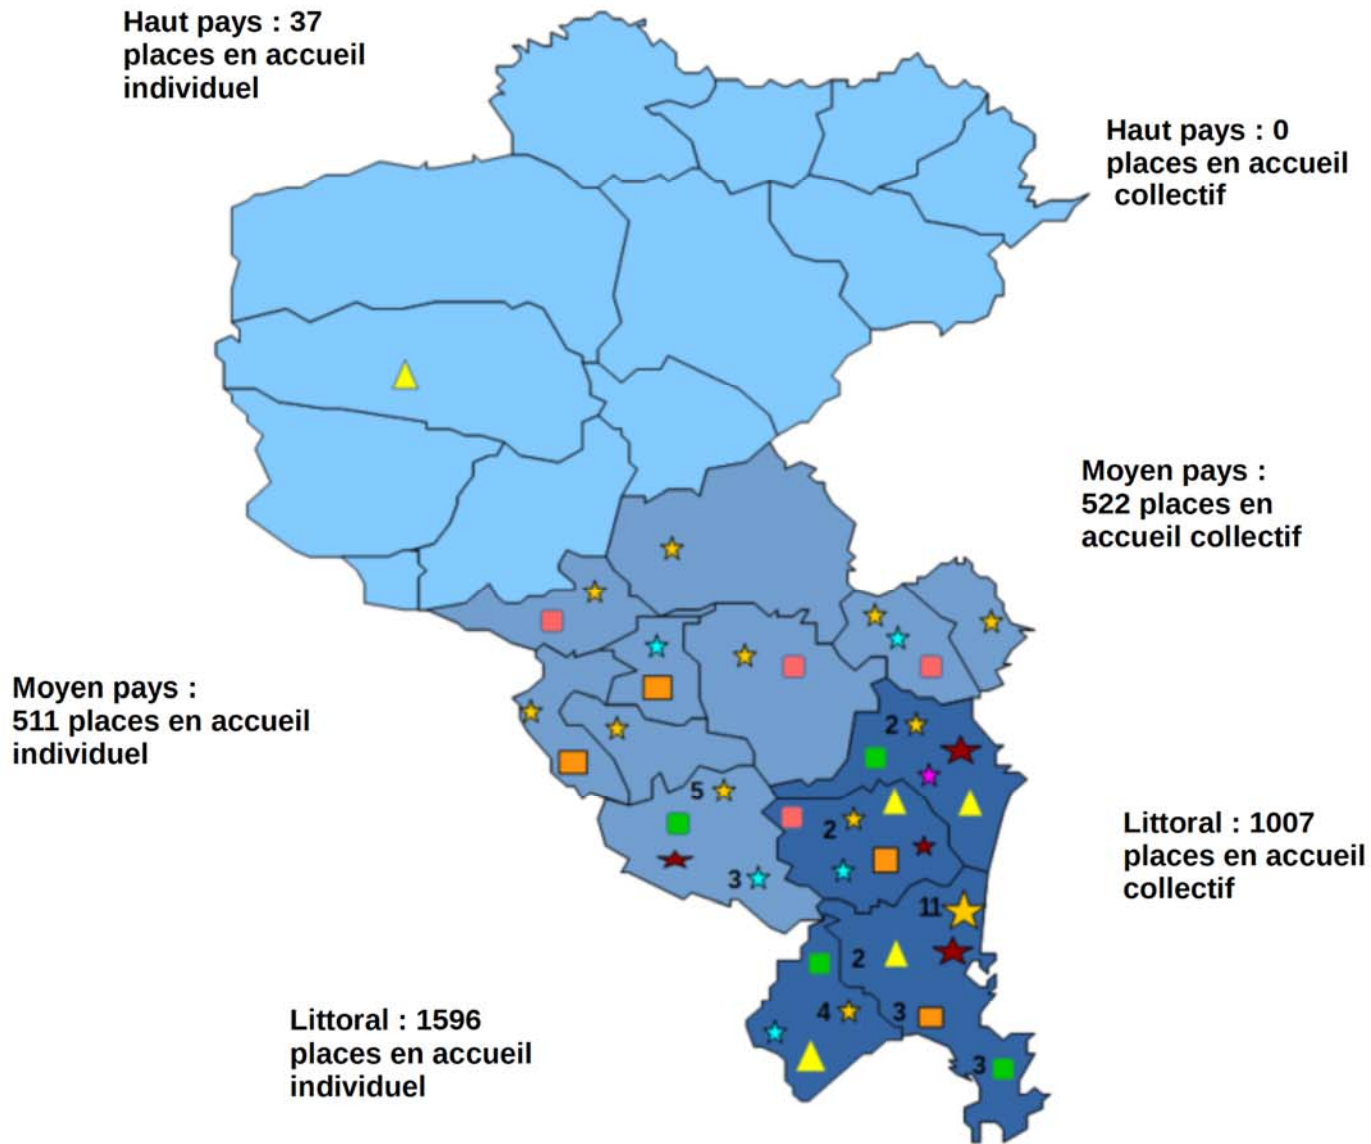 Haut pays : 37
places en accueil
individuel
Haut pays : 0
places en accueil
collectif
Moyen pays :
522 places en
accueil collectif
Moyen pays :
511 places en accueil
individuel
2
5
2
3
Littoral : 1007
places en accueil
collectif
11
2
4
3
Littoral : 1596
places en accueil
individuel
3